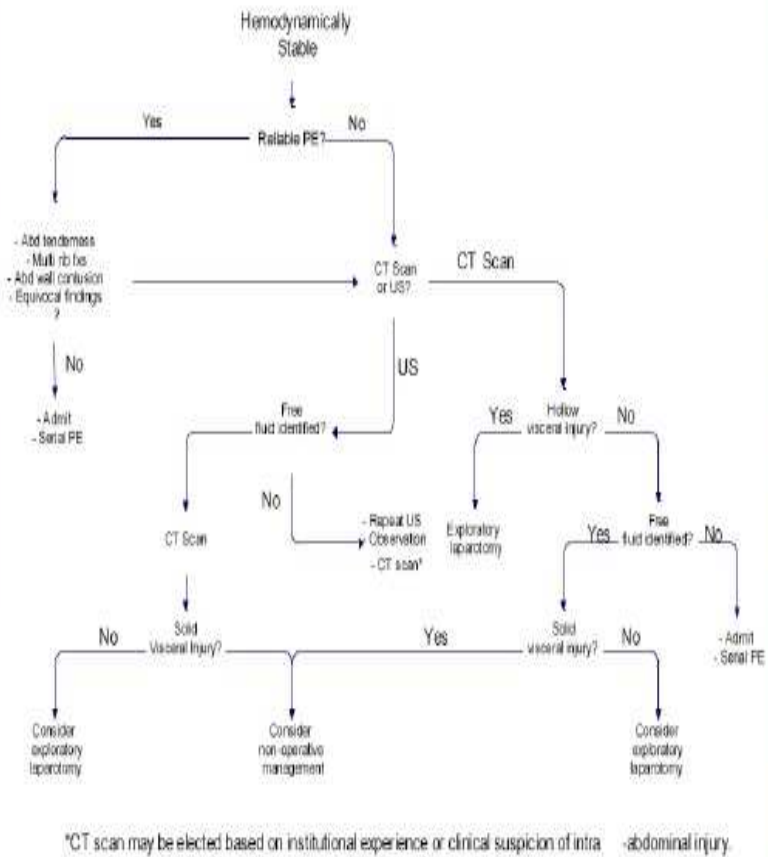 Hemodynamically
Stable
Yes
Reliable PE?
No
- Abd tenderness
- Multi rib fxs
- Abd wall contusion
- Equivocal findings
?
CT Scan
or US?
CT Scan
No
US
- Admit
- Serial PE
Free
fluid identified?
Yes
Hollow
visceral injury?
No
No
CT Scan
- Repeat US
- Observation
- CT scan*
Exploratory
laparotomy
Yes
Free
fluid identified?
No
No
Solid
Visceral Injury?
Yes
Solid
visceral injury?
No
- Admit
- Serial PE
Consider
exploratory
laparotomy
Consider
non-operative
management
Consider
exploratory
laparotomy
*CT scan may be elected based on institutional experience or clinical suspicion of intra -abdominal injury.